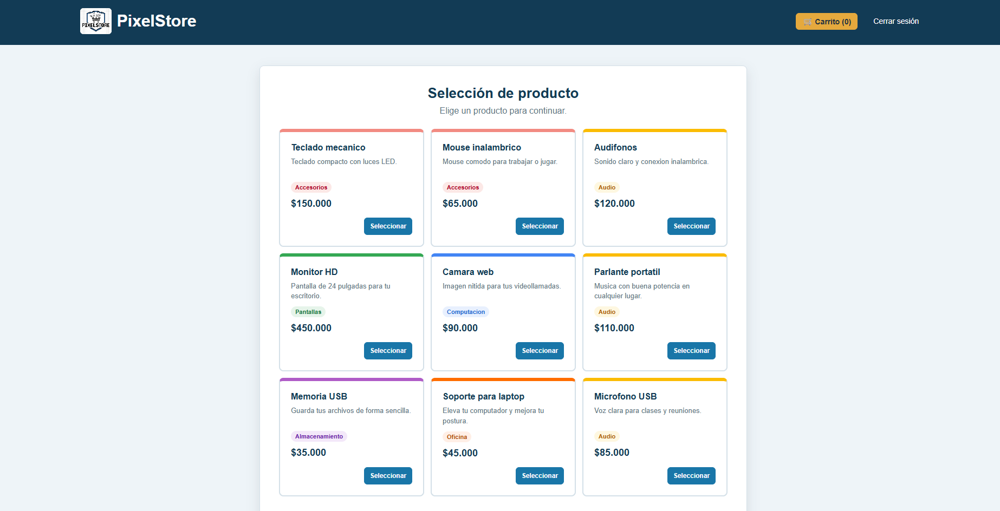 PIXELSTORE
PixelStore
🛒 Carrito (0)
Cerrar sesión
Selección de producto
Elige un producto para continuar.
Teclado mecanico
Teclado compacto con luces LED.
Accesorios
$150.000
Seleccionar
Mouse inalambrico
Mouse comodo para trabajar o jugar.
Accesorios
$65.000
Seleccionar
Audifonos
Sonido claro y conexion inalambrica.
Audio
$120.000
Seleccionar
Monitor HD
Pantalla de 24 pulgadas para tu
escritorio.
Pantallas
$450.000
Seleccionar
Camara web
Imagen nitida para tus videollamadas.
Computacion
$90.000
Seleccionar
Parlante portatil
Musica con buena potencia en
cualquier lugar.
Audio
$110.000
Seleccionar
Memoria USB
Guarda tus archivos de forma sencilla.
Almacenamiento
$35.000
Seleccionar
Soporte para laptop
Eleva tu computador y mejora tu
postura.
Oficina
$45.000
Seleccionar
Microfono USB
Voz clara para clases y reuniones.
Audio
$85.000
Seleccionar